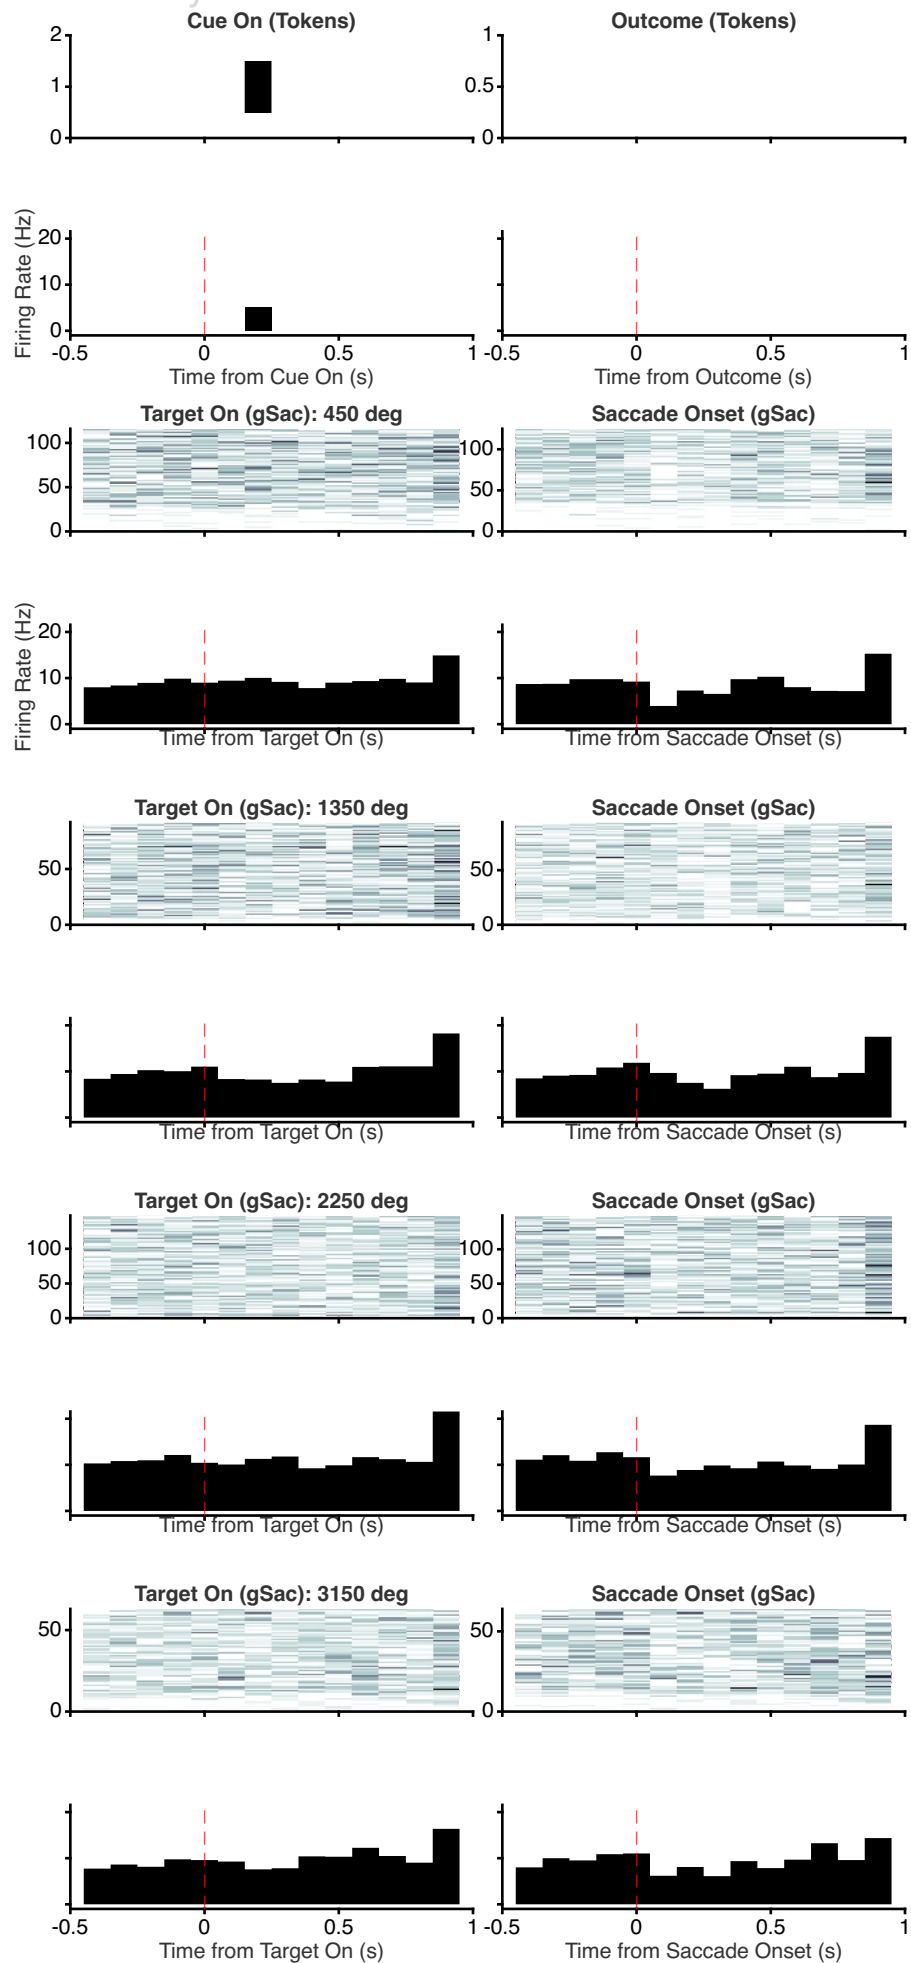 Cue On (Tokens) Outcome (Tokens)
2 1
1 0.5
0 0
Firing Rate (Hz)
20
10
0
-0.5 0 0.5 1 -0.5 0 0.5 1
Time from Cue On (s) Time from Outcome (s)
Target On (gSac): 450 deg Saccade Onset (gSac)
100 100
50 50
0 0
Firing Rate (Hz)
20
10
0
Time from Target On (s) Time from Saccade Onset (s)
Target On (gSac): 1350 deg Saccade Onset (gSac)
50 50
0 0
Time from Target On (s) Time from Saccade Onset (s)
Target On (gSac): 2250 deg Saccade Onset (gSac)
100 100
50 50
0 0
Time from Target On (s) Time from Saccade Onset (s)
Target On (gSac): 3150 deg Saccade Onset (gSac)
50 50
0 0
-0.5 0 0.5 1 -0.5 0 0.5 1
Time from Target On (s) Time from Saccade Onset (s)